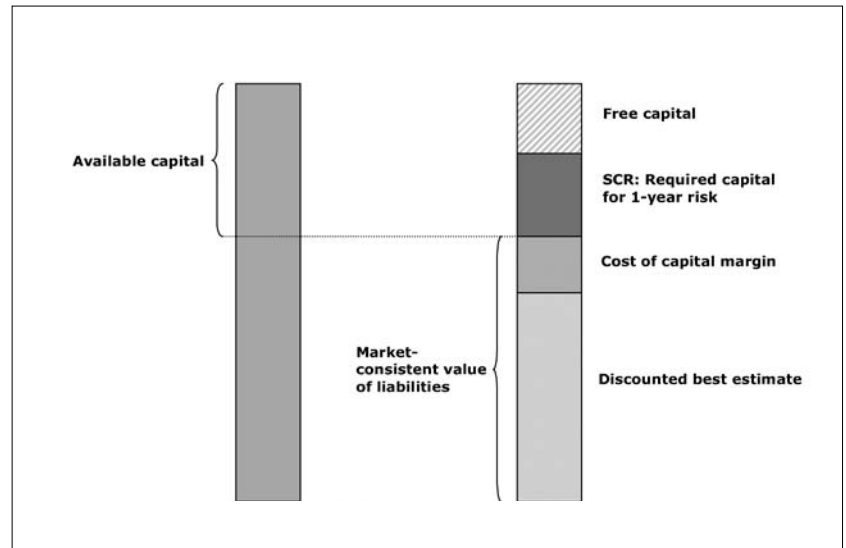 Free capital
Available capital
SCR: Required capital
for 1-year risk
Cost of capital margin
Market-
consistent value
of liabilities
Discounted best estimate